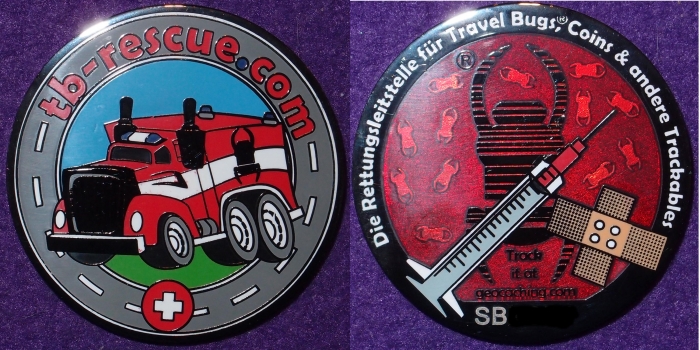 tb-rescue.com
Die Rettungsleitstelle für Travel Bugs®, Coins & andere Trackables
®
Track
it at
geocaching.com
SB